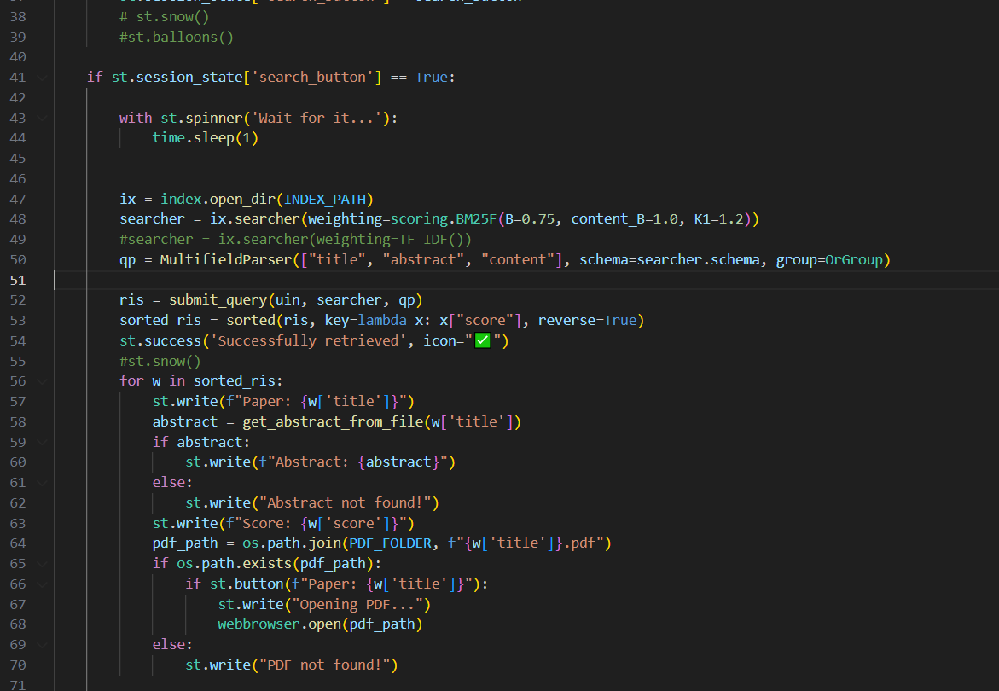 38 # st.snow()
39 #st.balloons()
40
41 if st.session_state['search_button'] == True:
42
43 with st.spinner('Wait for it...'):
44 time.sleep(1)
45
46
47 ix = index.open_dir(INDEX_PATH)
48 searcher = ix.searcher(weighting=scoring.BM25F(B=0.75, content_B=1.0, K1=1.2))
49 #searcher = ix.searcher(weighting=TF_IDF())
50 qp = MultifieldParser(["title", "abstract", "content"], schema=searcher.schema, group=OrGroup)
51
52 ris = submit_query(uin, searcher, qp)
53 sorted_ris = sorted(ris, key=lambda x: x["score"], reverse=True)
54 st.success('Successfully retrieved', icon="✅")
55 #st.snow()
56 for w in sorted_ris:
57 st.write(f"Paper: {w['title']}")
58 abstract = get_abstract_from_file(w['title'])
59 if abstract:
60 st.write(f"Abstract: {abstract}")
61 else:
62 st.write("Abstract not found!")
63 st.write(f"Score: {w['score']}")
64 pdf_path = os.path.join(PDF_FOLDER, f"{w['title']}.pdf")
65 if os.path.exists(pdf_path):
66 if st.button(f"Paper: {w['title']}"):
67 st.write("Opening PDF...")
68 webbrowser.open(pdf_path)
69 else:
70 st.write("PDF not found!")
71